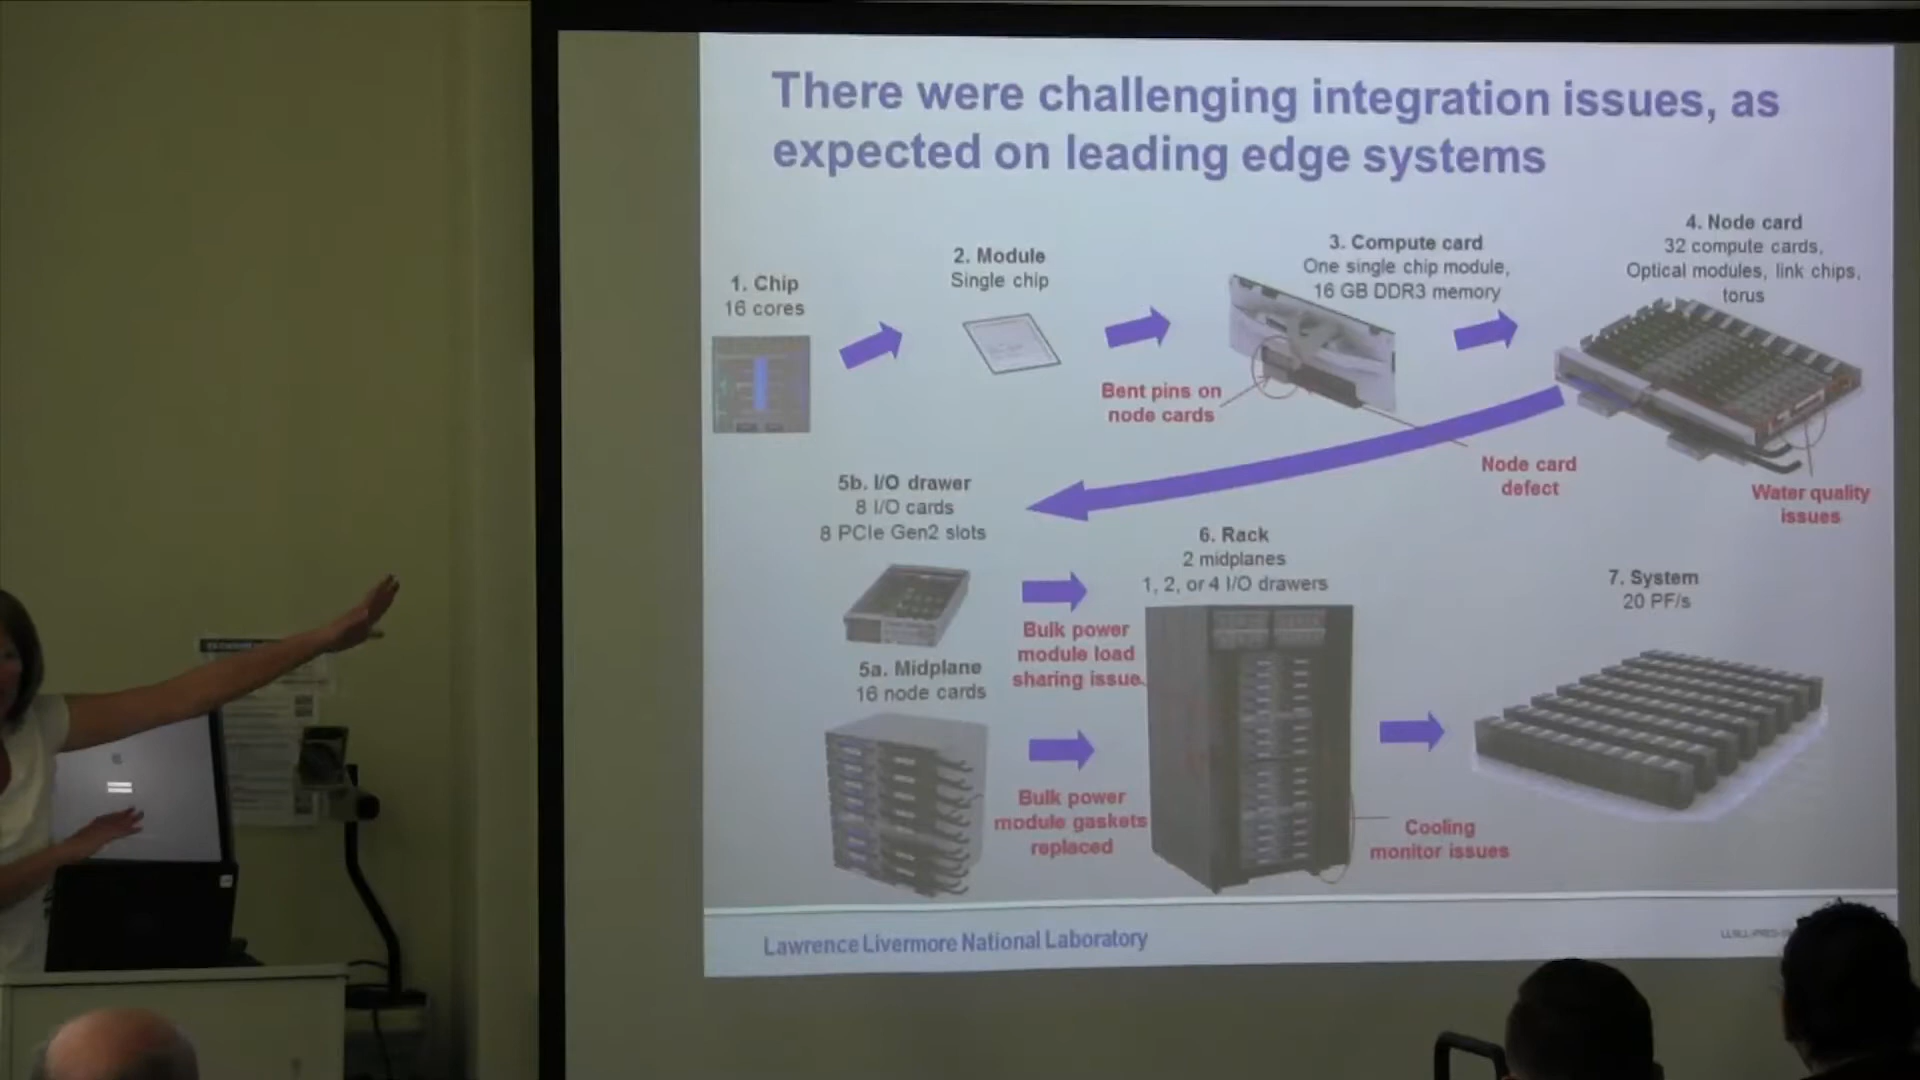 There were challenging integration issues, as
expected on leading edge systems
1. Chip
16 cores
2. Module
Single chip
3. Compute card
One single chip module,
16 GB DDR3 memory
4. Node card
32 compute cards,
Optical modules, link chips,
torus
Bent pins on
node cards
Node card
defect
Water quality
issues
5b. I/O drawer
8 I/O cards
8 PCIe Gen2 slots
6. Rack
2 midplanes
1, 2, or 4 I/O drawers
7. System
20 PF/s
Bulk power
module load
sharing issue
5a. Midplane
16 node cards
Bulk power
module gaskets
replaced
Cooling
monitor issues
Lawrence Livermore National Laboratory